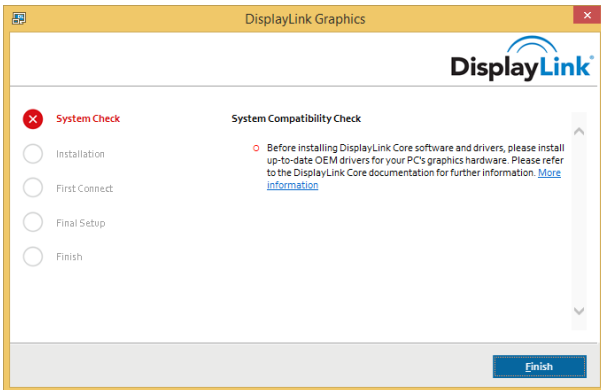 DisplayLink Graphics
DisplayLink
System Check
Installation
First Connect
Final Setup
Finish
System Compatibility Check
Before installing DisplayLink Core software and drivers, please install
up-to-date OEM drivers for your PC's graphics hardware. Please refer
to the DisplayLink Core documentation for further information. More
information
Finish